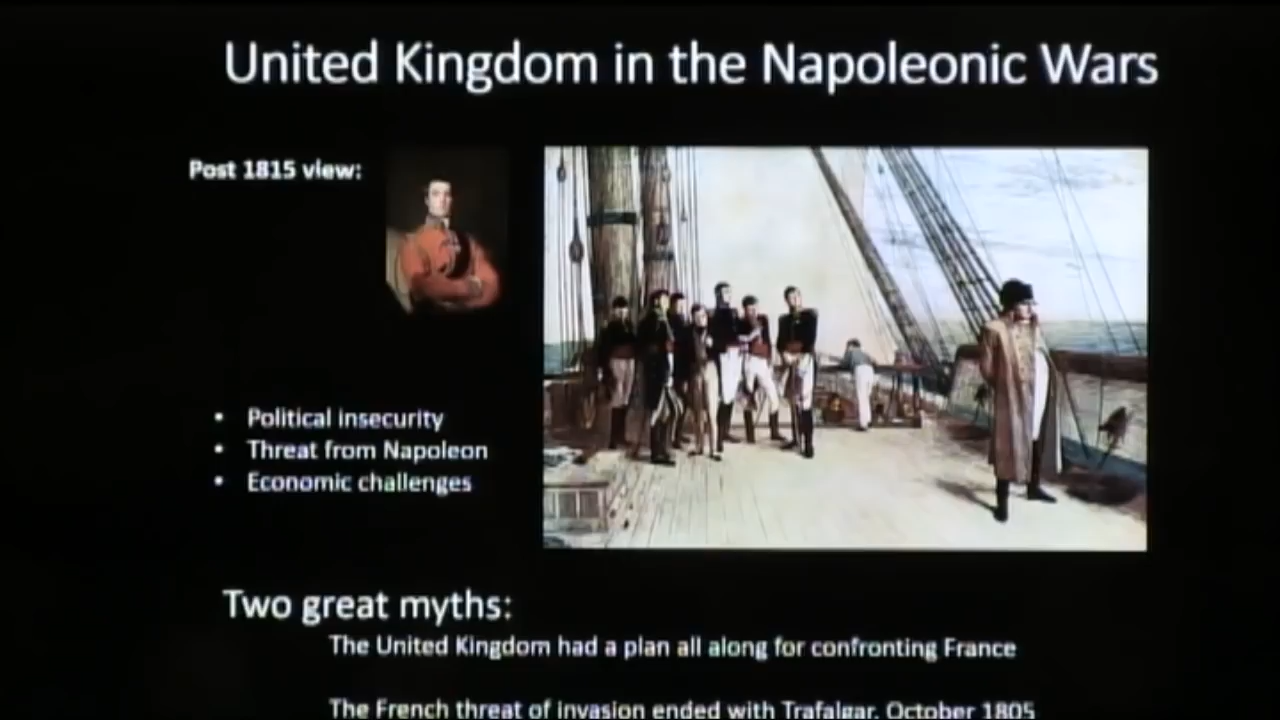 United Kingdom in the Napoleonic Wars
Post 1815 view:
• Political insecurity
• Threat from Napoleon
• Economic challenges
Two great myths:
The United Kingdom had a plan all along for confronting France
The French threat of invasion ended with Trafalgar, October 1805